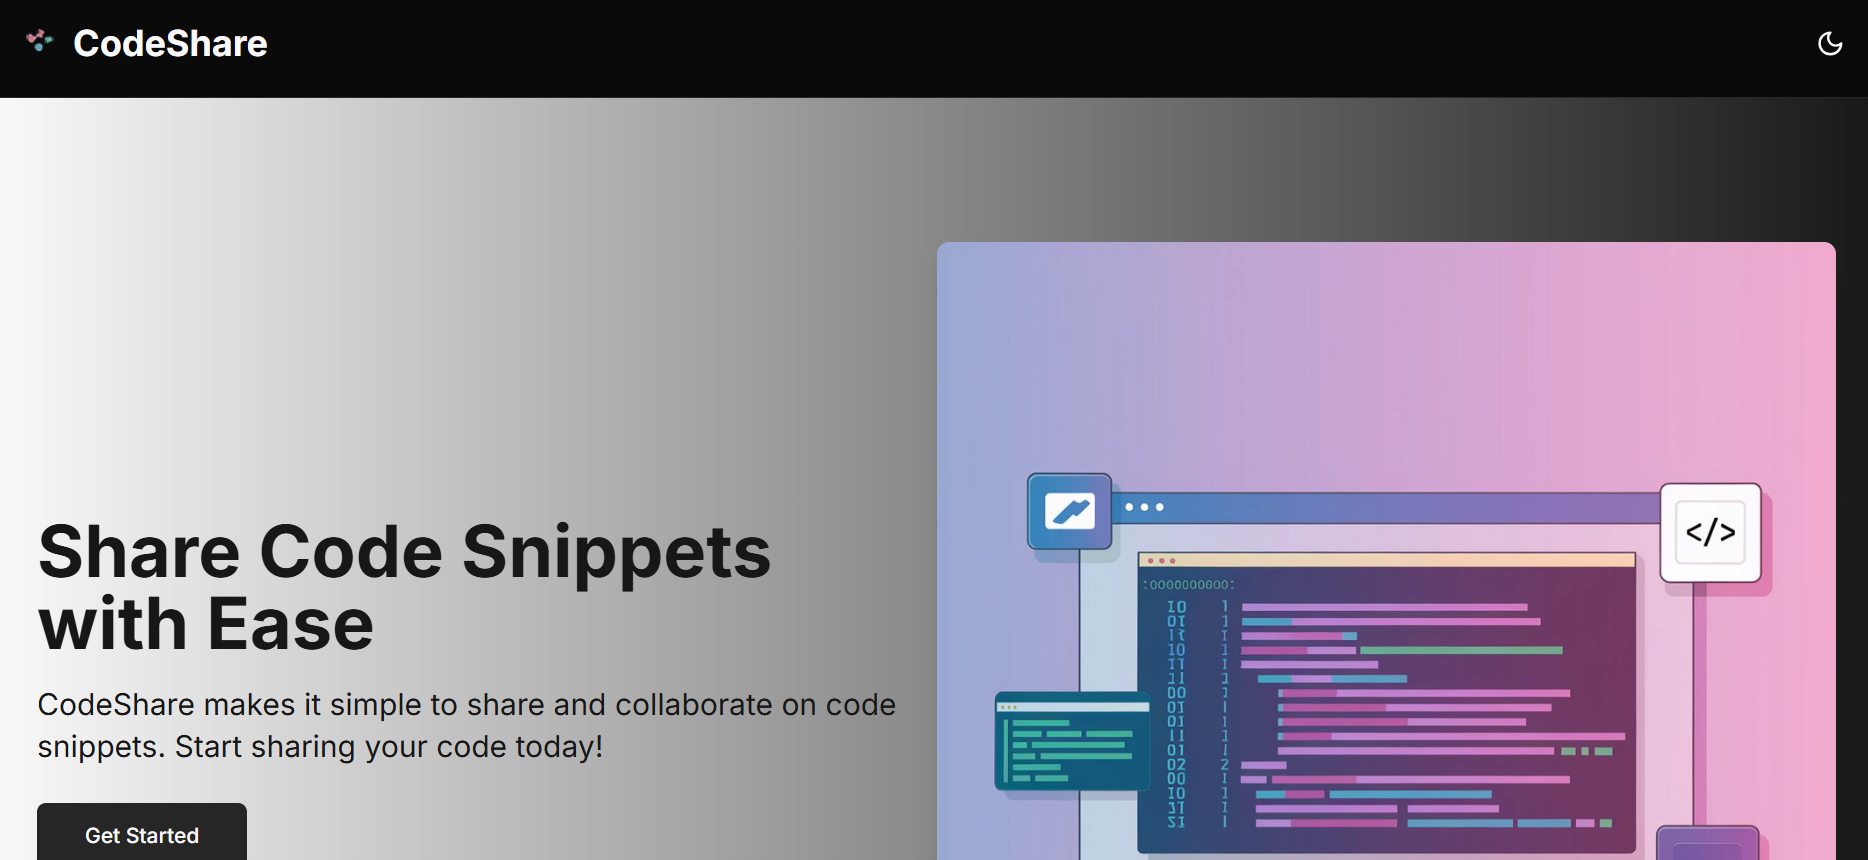 CodeShare
Share Code Snippets
with Ease
CodeShare makes it simple to share and collaborate on code
snippets. Start sharing your code today!
Get Started
</>